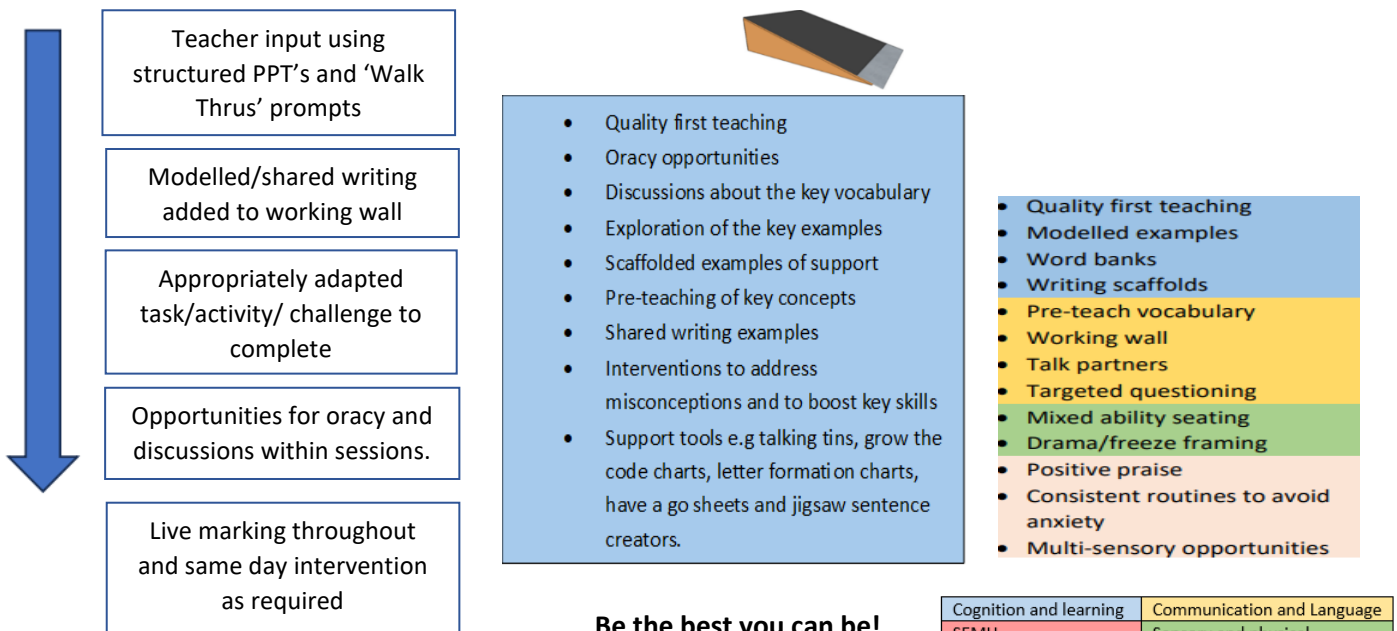 Teacher input using
structured PPT’s and ‘Walk
Thrus’ prompts
Modelled/shared writing
added to working wall
Appropriately adapted
task/activity/ challenge to
complete
Opportunities for oracy and
discussions within sessions.
Live marking throughout
and same day intervention
as required
• Quality first teaching
• Oracy opportunities
• Discussions about the key vocabulary
• Exploration of the key examples
• Scaffolded examples of support
• Pre-teaching of key concepts
• Shared writing examples
• Interventions to address
misconceptions and to boost key skills
• Support tools e.g talking tins, grow the
code charts, letter formation charts,
have a go sheets and jigsaw sentence
creators.
• Quality first teaching
• Modelled examples
• Word banks
• Writing scaffolds
• Pre-teach vocabulary
• Working wall
• Talk partners
• Targeted questioning
• Mixed ability seating
• Drama/freeze framing
• Positive praise
• Consistent routines to avoid
anxiety
• Multi-sensory opportunities
Be the best you can be!
Cognition and learning Communication and Language
SEMH